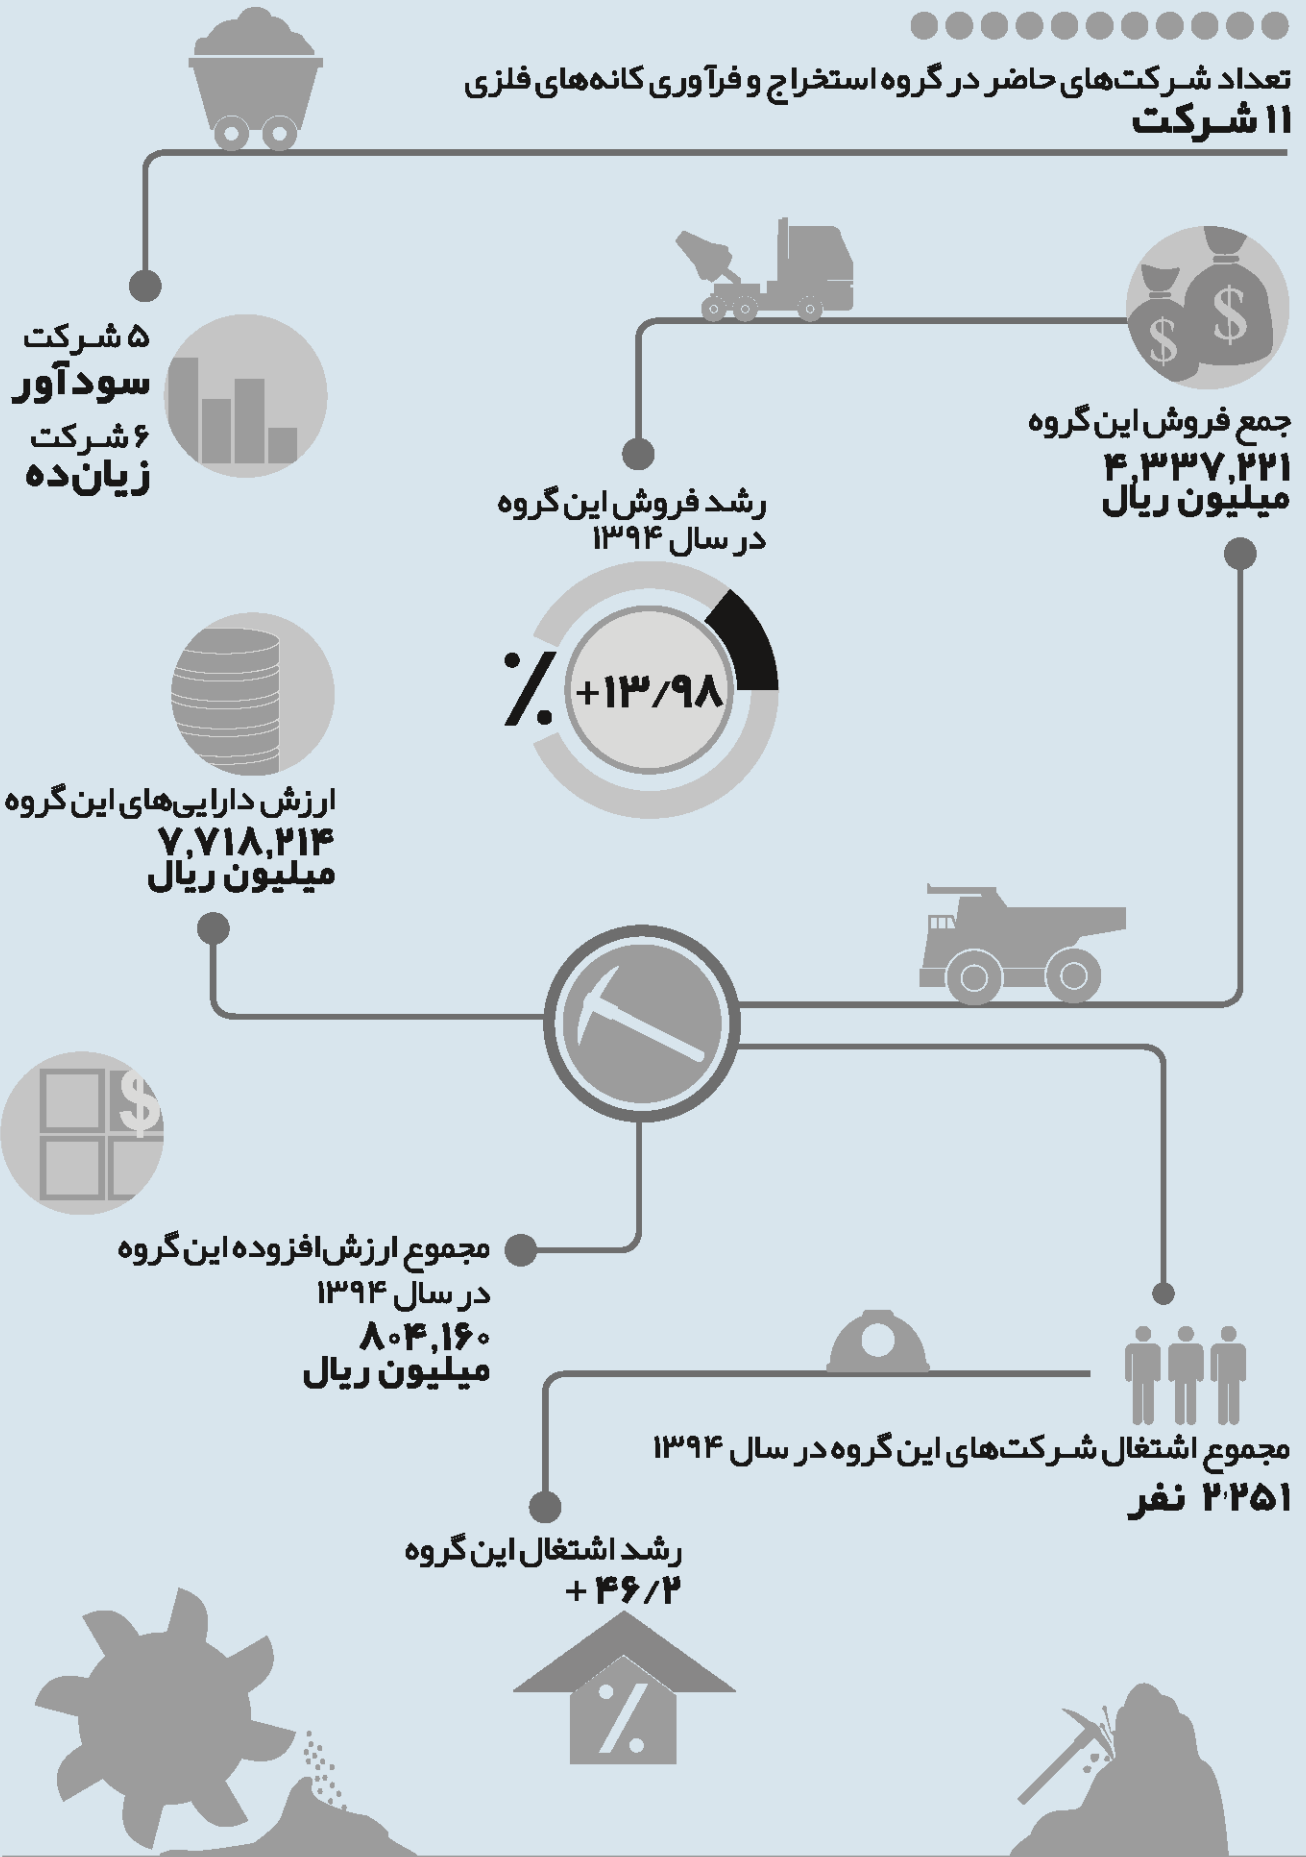 تعداد شرکت‌های حاضر در گروه استخراج و فرآوری کانه‌های فلزی
۱۱ شرکت
۵ شرکت
سودآور
۶ شرکت
زیان‌ده
جمع فروش این گروه
۴,۳۳۷,۲۲۱
میلیون ریال
رشد فروش این گروه
در سال ۱۳۹۴
+۱۳/۹۸
٪
ارزش دارایی‌های این گروه
۷,۷۱۸,۲۱۴
میلیون ریال
$
مجموع ارزش‌افزوده این گروه
در سال ۱۳۹۴
۸۰۴,۱۶۰
میلیون ریال
مجموع اشتغال شرکت‌های این گروه در سال ۱۳۹۴
۲,۲۵۱ نفر
رشد اشتغال این گروه
+ ۴۶/۲
٪